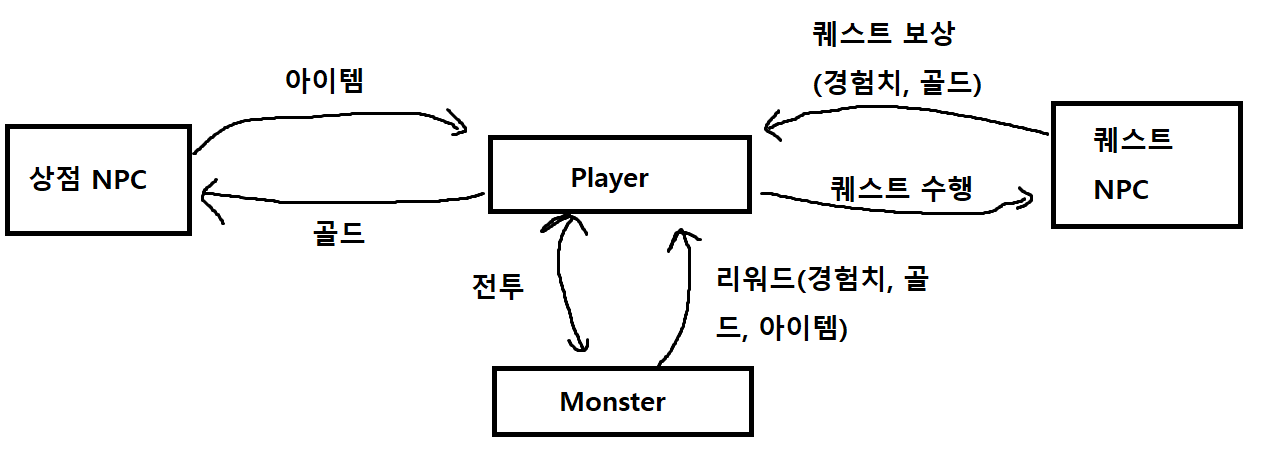 퀘스트 보상
(경험치, 골드)
아이템
상점 NPC
Player
퀘스트
NPC
퀘스트 수행
골드
전투
리워드(경험치, 골
드, 아이템)
Monster